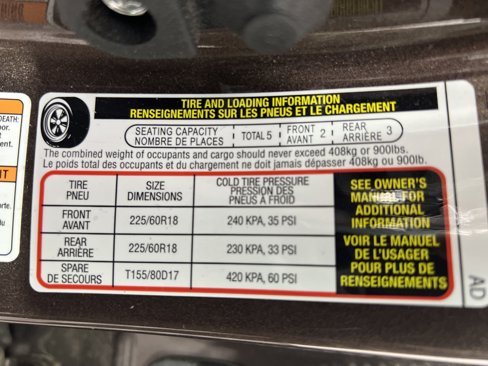 DEATH:
TIRE AND LOADING INFORMATION
RENSEIGNEMENTS SUR LES PNEUS ET LE CHARGEMENT
SEATING CAPACITY
NOMBRE DE PLACES
TOTAL 5
FRONT
AVANT 2
REAR
ARRIÈRE 3
The combined weight of occupants and cargo should never exceed 408kg or 900lbs.
Le poids total des occupants et du chargement ne doit jamais dépasser 408kg ou 900lb.
TIRE
PNEU
SIZE
DIMENSIONS
COLD TIRE PRESSURE
PRESSION DES
PNEUS À FROID
FRONT
AVANT
225/60R18
240 KPA, 35 PSI
REAR
ARRIÈRE
225/60R18
230 KPA, 33 PSI
SPARE
DE SECOURS
T155/80D17
420 KPA, 60 PSI
SEE OWNER'S
MANUAL FOR
ADDITIONAL
INFORMATION
VOIR LE MANUEL
DE L'USAGER
POUR PLUS DE
RENSEIGNEMENTS
AD